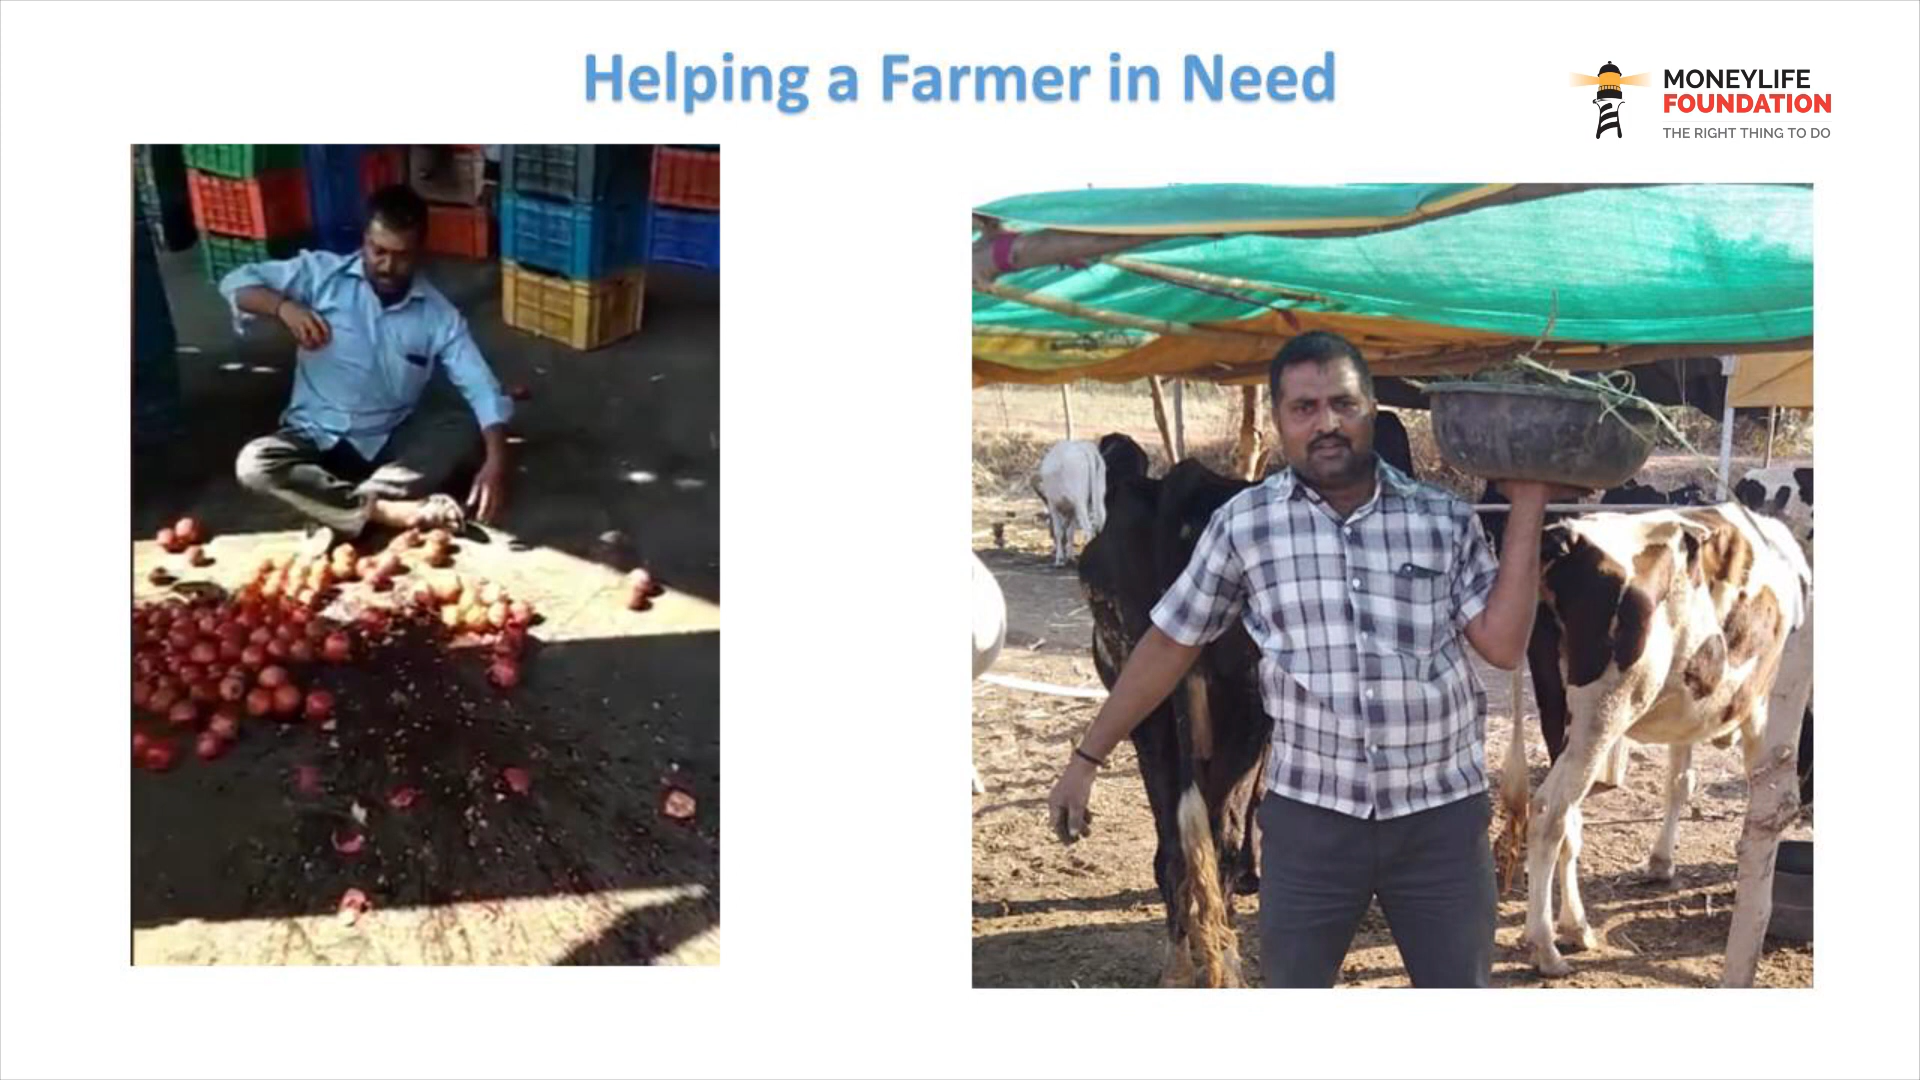 Helping a Farmer in Need
MONEYLIFE
FOUNDATION
THE RIGHT THING TO DO